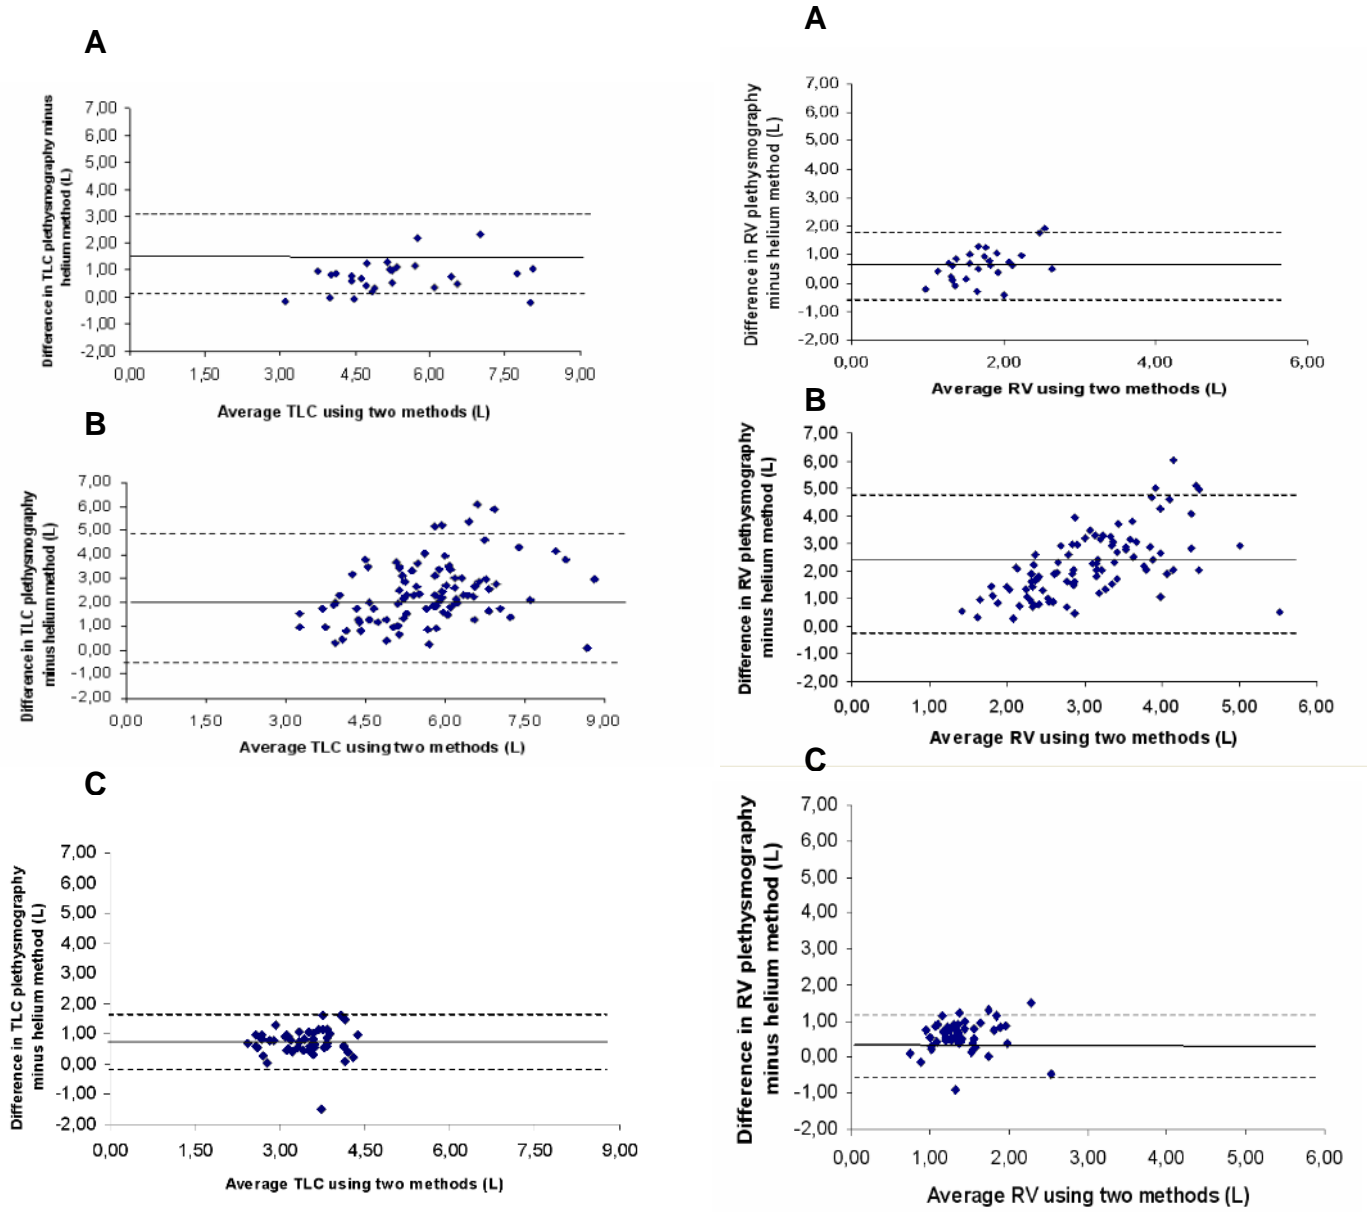 A
Difference in TLC plethysmography minus
helium method (L)
7,00
6,00
5,00
4,00
3,00
2,00
1,00
0,00
-1,00
-2,00
0,00 1,50 3,00 4,50 6,00 7,50 9,00
Average TLC using two methods (L)
A
Difference in RV plethysmography
minus helium method (L)
7,00
6,00
5,00
4,00
3,00
2,00
1,00
0,00
-1,00
-2,00
0,00 2,00 4,00 6,00
Average RV using two methods (L)
B
Difference in TLC plethysmography
minus helium method (L)
7,00
6,00
5,00
4,00
3,00
2,00
1,00
0,00
-1,00
-2,00
0,00 1,50 3,00 4,50 6,00 7,50 9,00
Average TLC using two methods (L)
B
Difference in RV plethysmography
minus helium method (L)
7,00
6,00
5,00
4,00
3,00
2,00
1,00
0,00
-1,00
-2,00
0,00 1,00 2,00 3,00 4,00 5,00 6,00
Average RV using two methods (L)
C
Difference in TLC plethysmography
minus helium method (L)
7,00
6,00
5,00
4,00
3,00
2,00
1,00
0,00
-1,00
-2,00
0,00 1,50 3,00 4,50 6,00 7,50 9,00
Average TLC using two methods (L)
C
Difference in RV plethysmography
minus helium method (L)
7,00
6,00
5,00
4,00
3,00
2,00
1,00
0,00
-1,00
-2,00
0,00 1,00 2,00 3,00 4,00 5,00 6,00
Average RV using two methods (L)